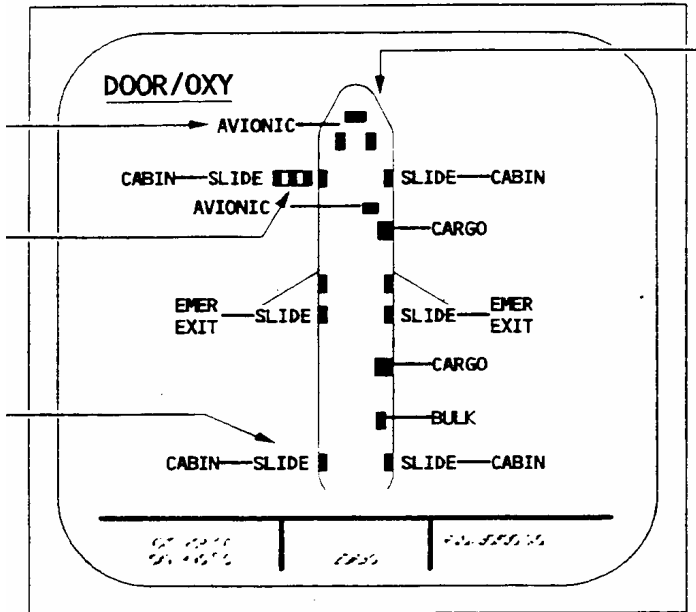 DOOR/OXY
AVIONIC
CABIN SLIDE SLIDE CABIN
AVIONIC
CARGO
EMER EXIT SLIDE SLIDE EMER EXIT
CARGO
BULK
CABIN SLIDE SLIDE CABIN